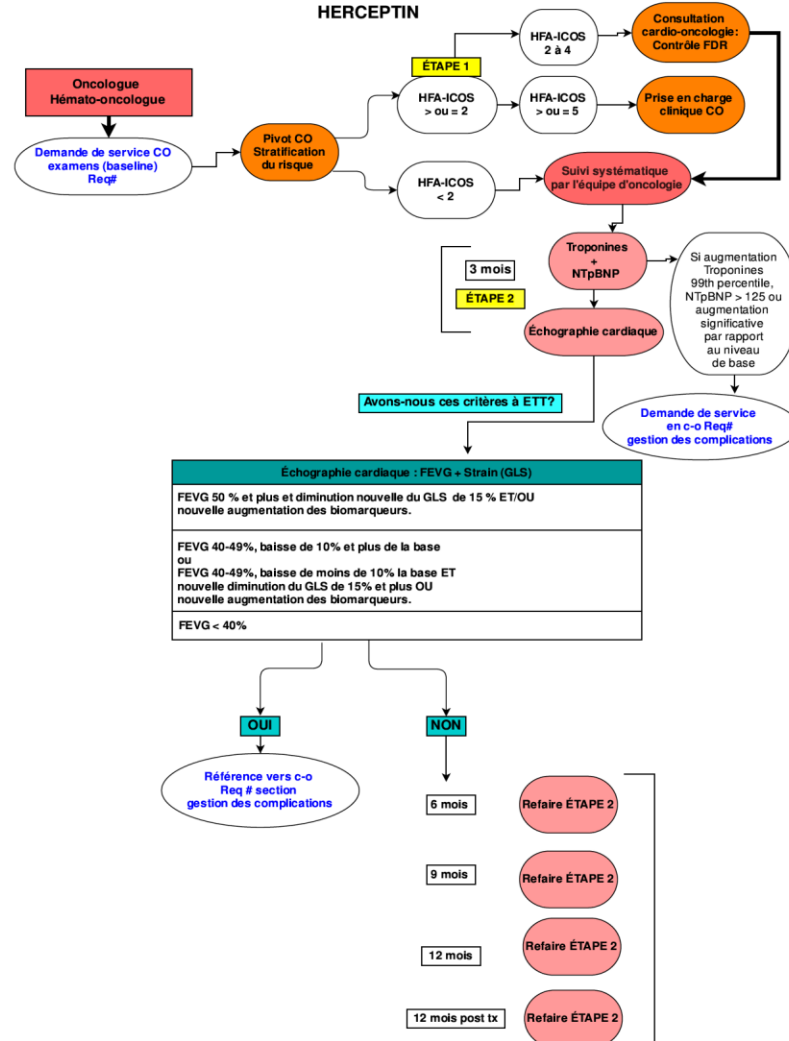 HERCEPTIN
Oncologue
Hémato-oncologue
Demande de service CO
examens (baseline)
Req#
Pivot CO
Stratification
du risque
ÉTAPE 1
HFA-ICOS
> ou = 2
HFA-ICOS
2 à 4
Consultation
cardio-oncologie:
Contrôle FDR
HFA-ICOS
> ou = 5
Prise en charge
clinique CO
HFA-ICOS
< 2
Suivi systématique
par l'équipe d'oncologie
3 mois
ÉTAPE 2
Troponines
+
NTpBNP
Si augmentation
Troponines
99th percentile,
NTpBNP > 125 ou
augmentation
significative
par rapport
au niveau
de base
Échographie cardiaque
Demande de service
en c-o Req#
gestion des complications
Avons-nous ces critères à ETT?
Échographie cardiaque : FEVG + Strain (GLS)
FEVG 50 % et plus et diminution nouvelle du GLS de 15 % ET/OU
nouvelle augmentation des biomarqueurs.
FEVG 40-49%, baisse de 10% et plus de la base
ou
FEVG 40-49%, baisse de moins de 10% la base ET
nouvelle diminution du GLS de 15% et plus OU
nouvelle augmentation des biomarqueurs.
FEVG < 40%
OUI
NON
Référence vers c-o
Req # section
gestion des complications
6 mois
Refaire ÉTAPE 2
9 mois
Refaire ÉTAPE 2
12 mois
Refaire ÉTAPE 2
12 mois post tx
Refaire ÉTAPE 2